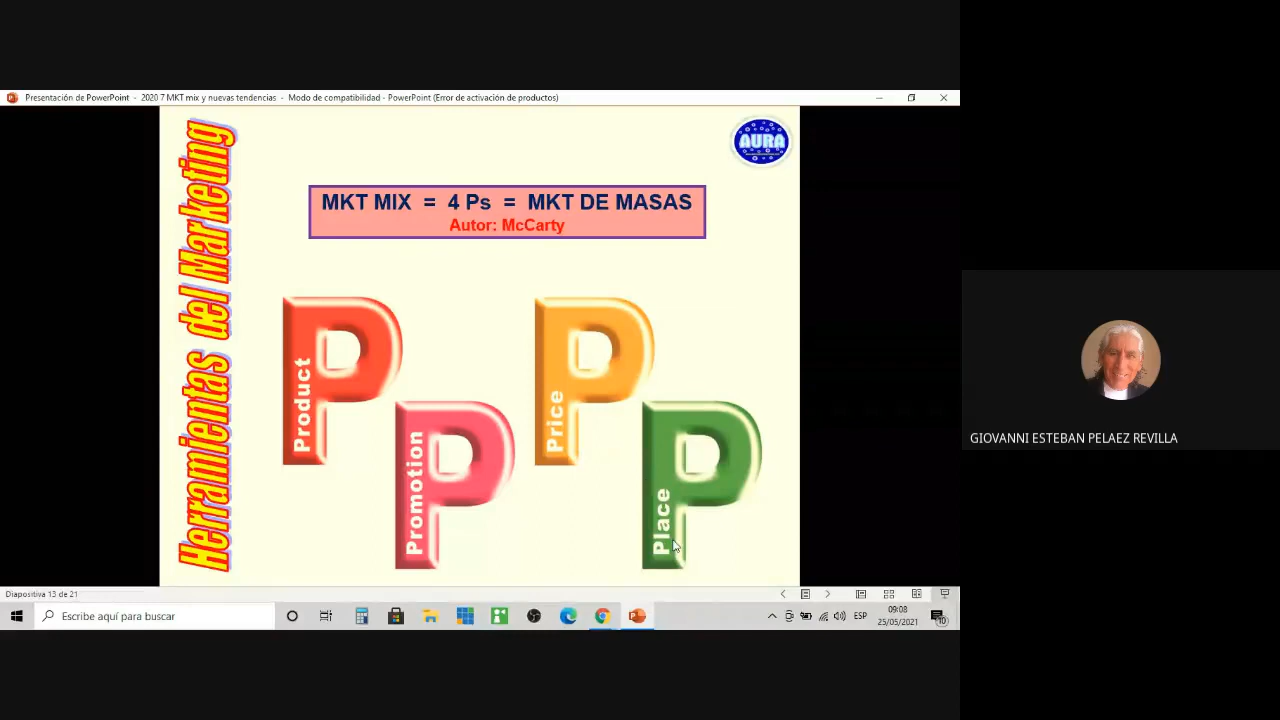 Presentación de PowerPoint - 2020 7 MKT mix y nuevas tendencias - Modo de compatibilidad - PowerPoint (Error de activación de productos)
Herramientas del Marketing
AURA
MKT MIX = 4 Ps = MKT DE MASAS
Autor: McCarty
Product
Promotion
Price
Place
GIOVANNI ESTEBAN PELAEZ REVILLA
Diapositiva 13 de 21
Escribe aquí para buscar
ESP
09:08
25/05/2021
10